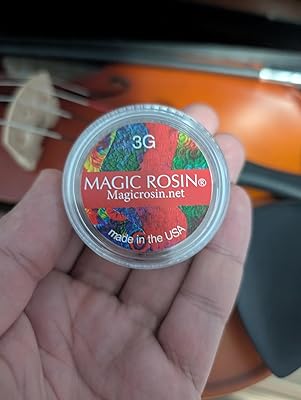 3G
MAGIC ROSIN®
Magicrosin.net
made in the USA